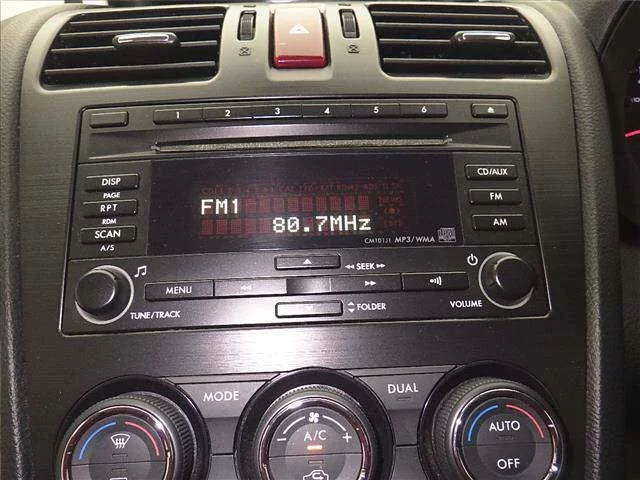 1 2 3 4 5 6
DISP
PAGE
RPT
RDM
SCAN
A/S
FM1
80.7MHz
CM101J1 MP3/WMA
CD/AUX
FM
AM
SEEK
MENU
TUNE/TRACK
FOLDER
VOLUME
MODE
DUAL
A/C
AUTO
OFF